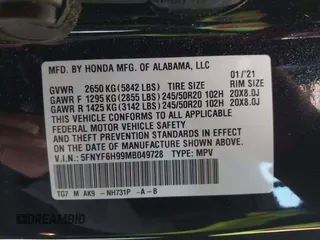 MFD. BY HONDA MFG. OF ALABAMA, LLC
01/'21
GVWR 2650 KG(5842 LBS) TIRE SIZE RIM SIZE
GAWR F 1295 KG(2855 LBS)245/50R20 102H 20X8.0J
GAWR R 1425 KG(3142 LBS)245/50R20 102H 20X8.0J
THIS VEHICLE CONFORMS TO ALL APPLICABLE FEDERAL
MOTOR VEHICLE SAFETY AND THEFT PREVENTION
STANDARDS IN EFFECT ON THE DATE OF MANUFACTURE
SHOWN ABOVE.
V.I.N:5FNYF6H99MB049728 TYPE: MPV
TG7 M AK9 -NH731P -A-B
DREAMBID